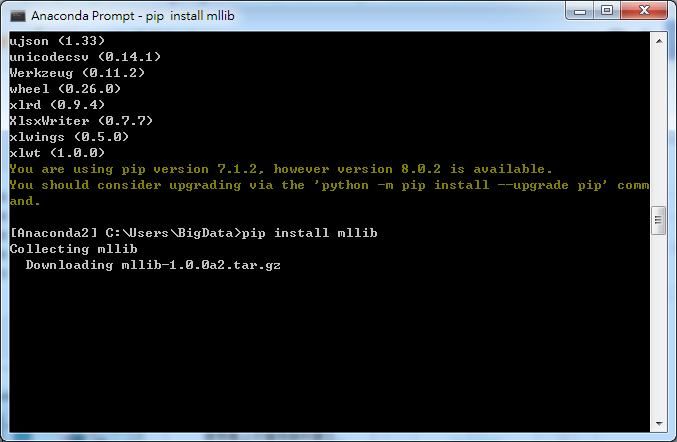 Anaconda Prompt - pip  install mllib
ujson (1.33)
unicodecsv (0.14.1)
Werkzeug (0.11.2)
wheel (0.26.0)
xlrd (0.9.4)
XlsxWriter (0.7.7)
xlwings (0.5.0)
xlwt (1.0.0)
You are using pip version 7.1.2, however version 8.0.2 is available.
You should consider upgrading via the 'python -m pip install --upgrade pip' comm
and.
[Anaconda2] C:\Users\BigData>pip install mllib
Collecting mllib
  Downloading mllib-1.0.0a2.tar.gz